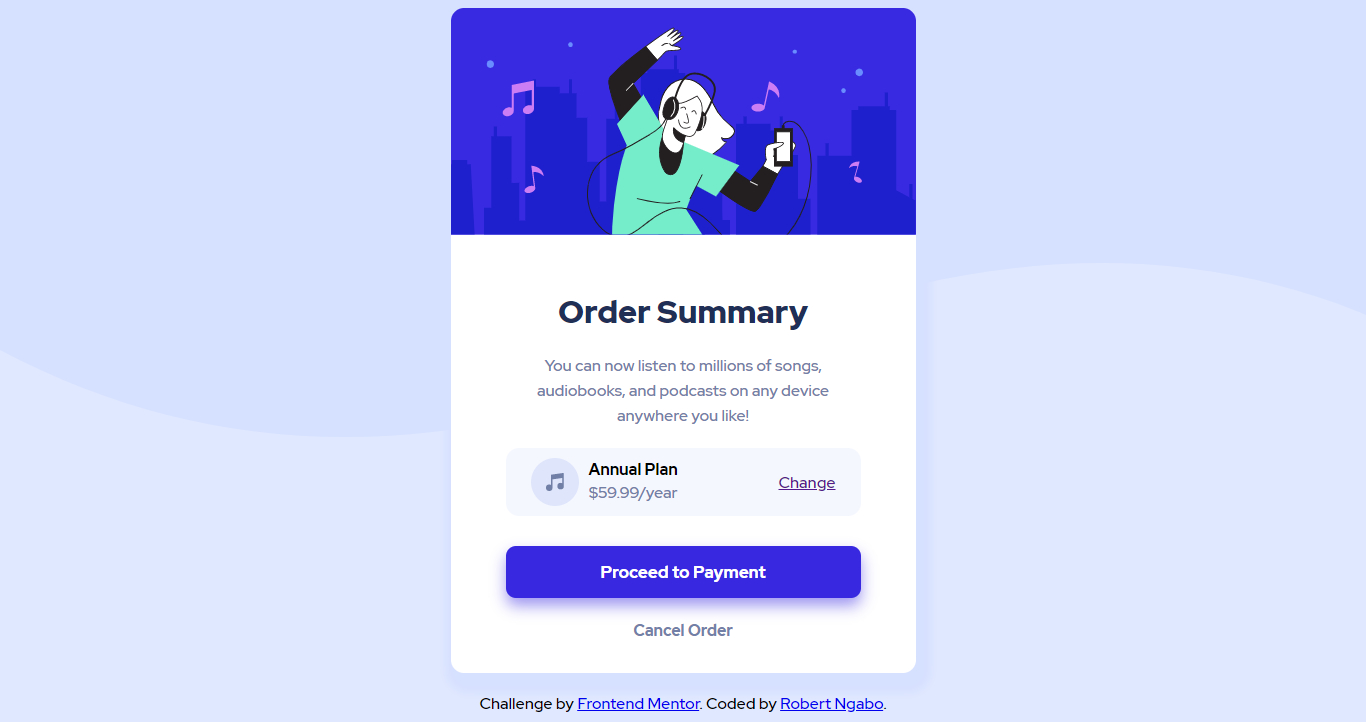 Order Summary
You can now listen to millions of songs,
audiobooks, and podcasts on any device
anywhere you like!
Annual Plan
$59.99/year
Change
Proceed to Payment
Cancel Order
Challenge by Frontend Mentor. Coded by Robert Ngabo.